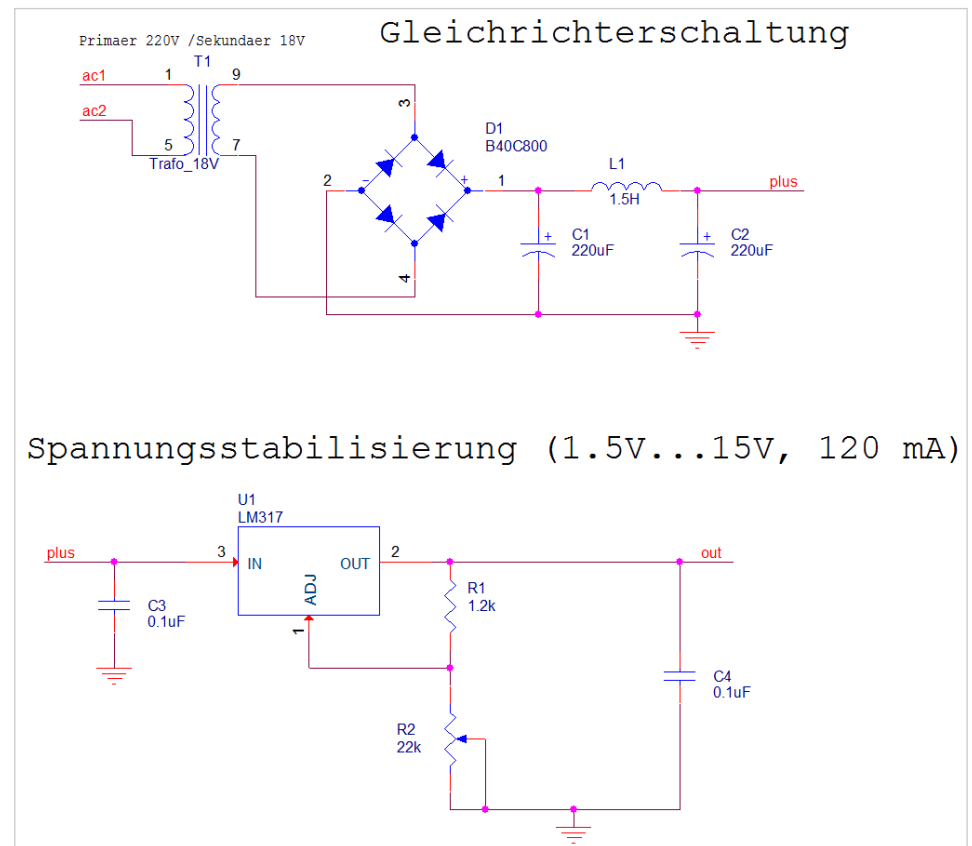 Gleichrichterschaltung
Primaer 220V /Sekundaer 18V
T1
ac1
1
9
ac2
5
7
Trafo_18V
3
D1
B40C800
2
-
+
1
4
L1
1.5H
plus
+
C1
220uF
+
C2
220uF
Spannungsstabilisierung (1.5V...15V, 120 mA)
U1
LM317
plus
3
IN
OUT
2
out
ADJ
1
C3
0.1uF
R1
1.2k
R2
22k
C4
0.1uF